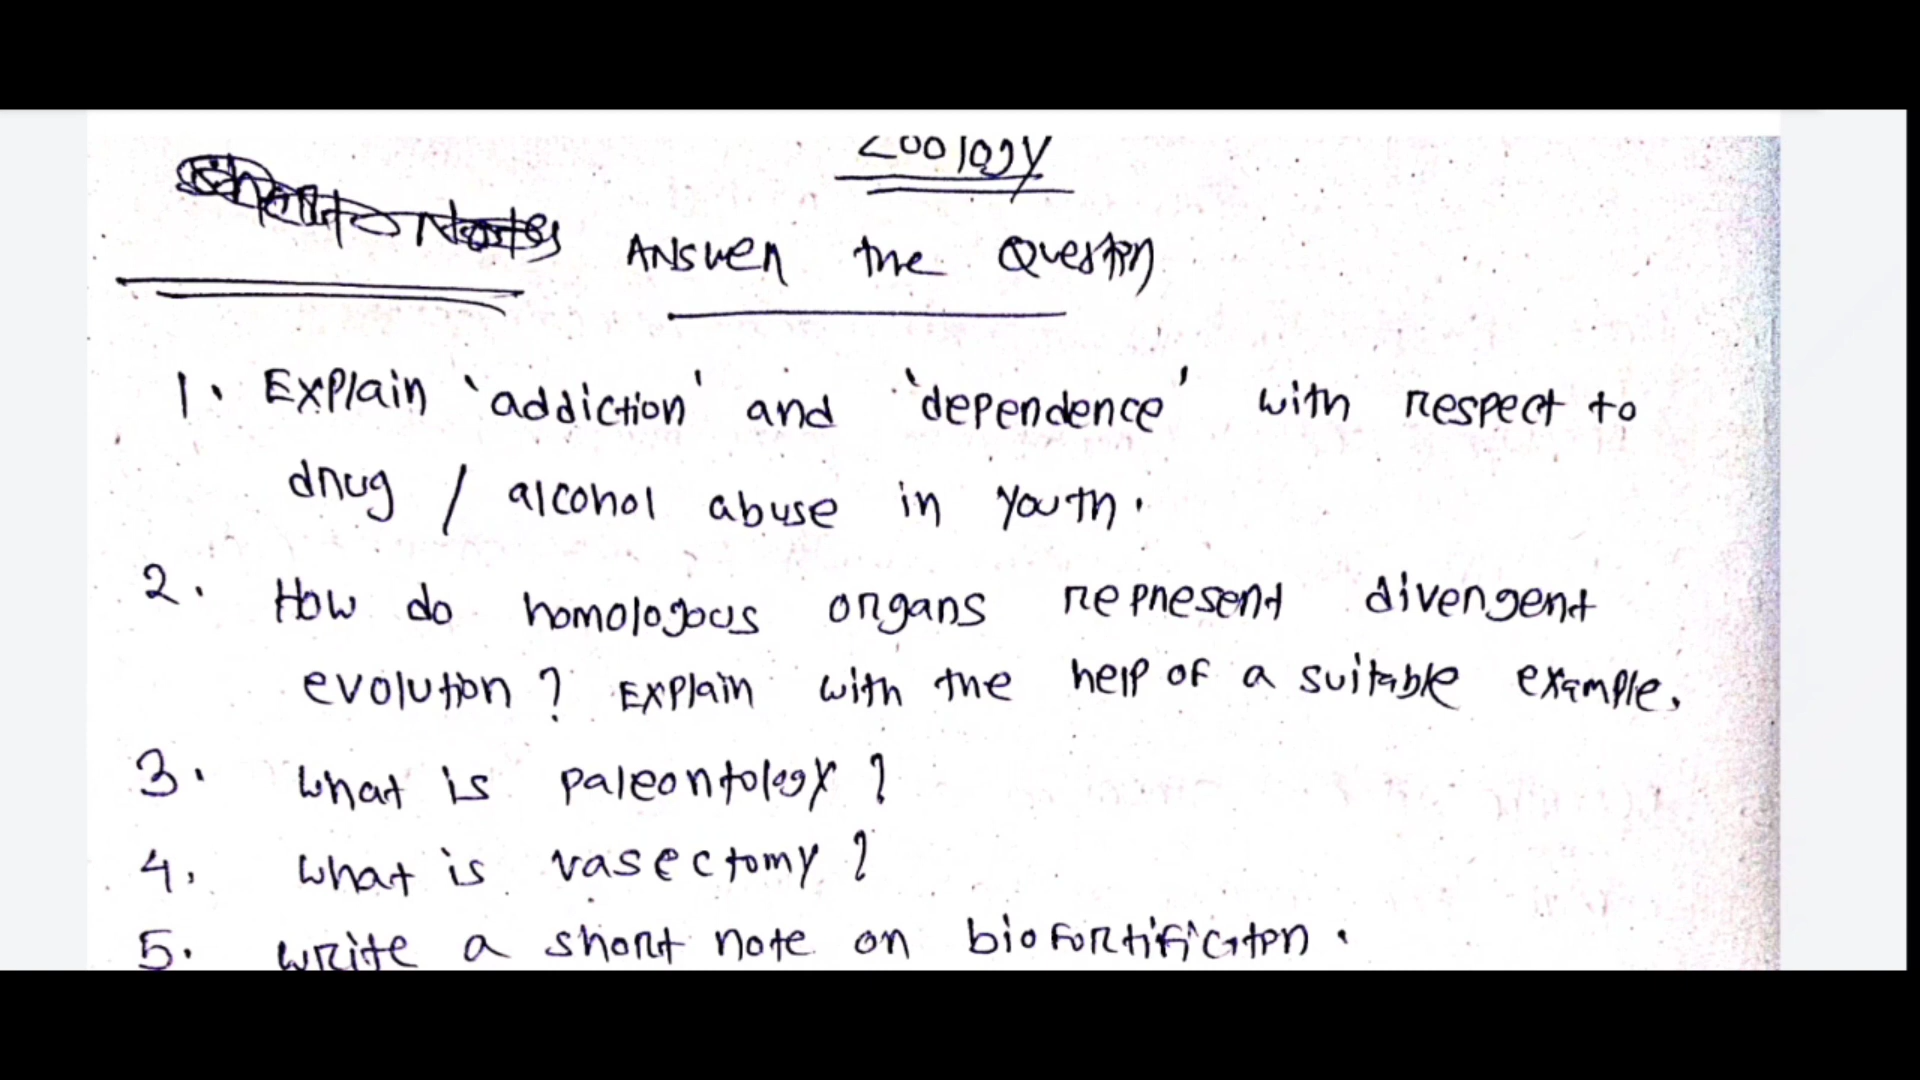 Zoology
Short Notes
Answer the Question
1. Explain 'addiction' and 'dependence' with respect to
drug / alcohol abuse in youth.
2. How do homologous organs represent divergent
evolution? Explain with the help of a suitable example.
3. What is paleontology?
4. What is vasectomy?
5. Write a short note on biofortification.